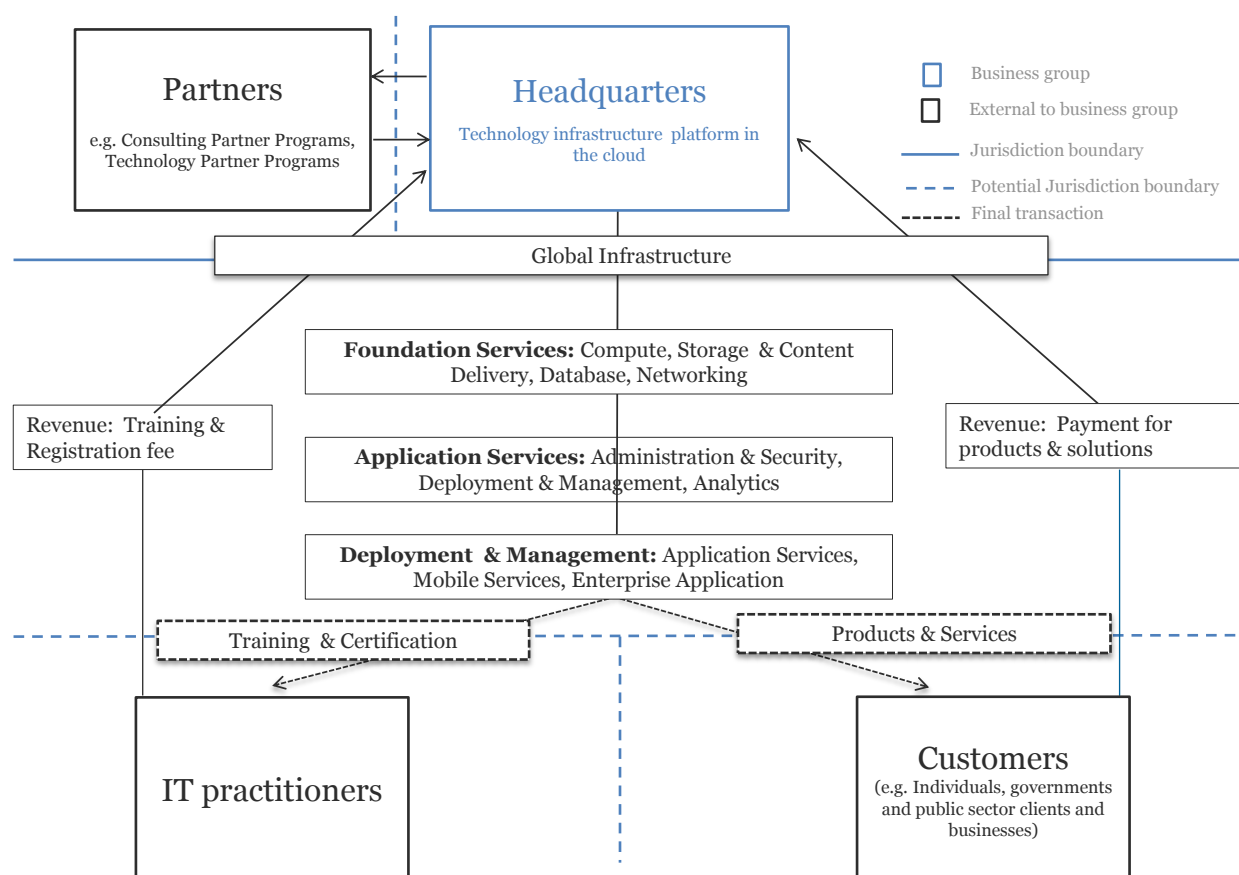 Partners
e.g. Consulting Partner Programs,
Technology Partner Programs
Headquarters
Technology infrastructure platform in
the cloud
Business group
External to business group
Jurisdiction boundary
Potential Jurisdiction boundary
Final transaction
Global Infrastructure
Foundation Services: Compute, Storage & Content
Delivery, Database, Networking
Revenue: Training &
Registration fee
Revenue: Payment for
products & solutions
Application Services: Administration & Security,
Deployment & Management, Analytics
Deployment & Management: Application Services,
Mobile Services, Enterprise Application
Training & Certification
Products & Services
IT practitioners
Customers
(e.g. Individuals, governments
and public sector clients and
businesses)